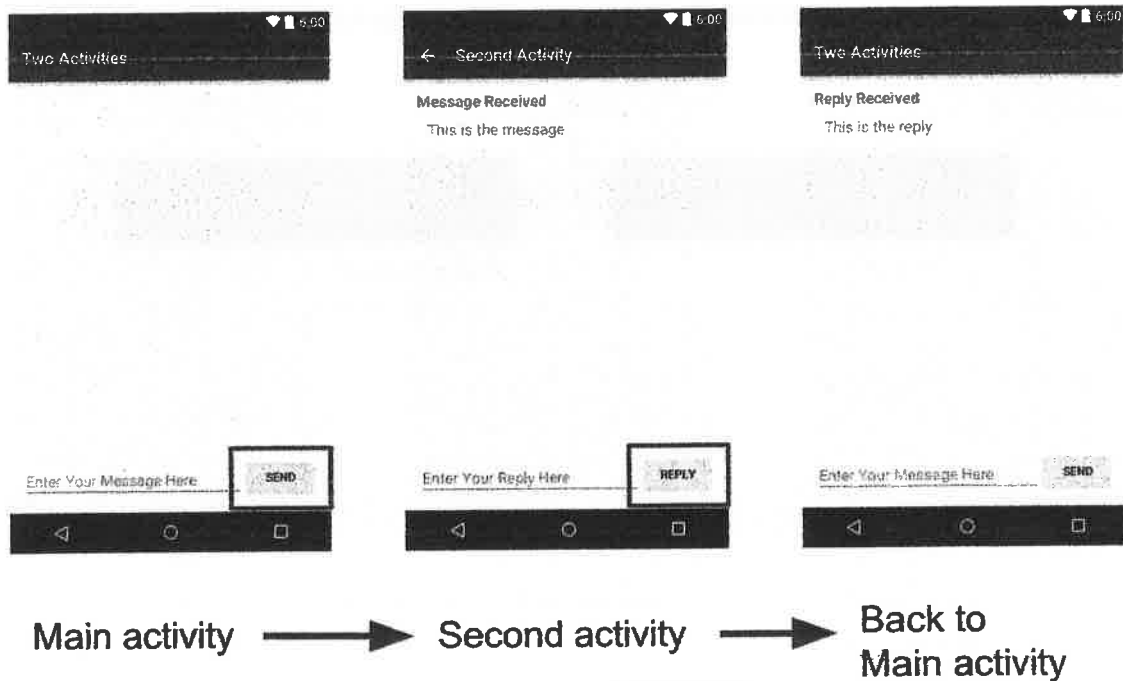 6:00
Two Activities
Enter Your Message Here
SEND
6:00
Second Activity
Message Received
This is the message
Enter Your Reply Here
REPLY
6:00
Two Activities
Reply Received
This is the reply
Enter Your Message Here
SEND
Main activity
Second activity
Back to
Main activity